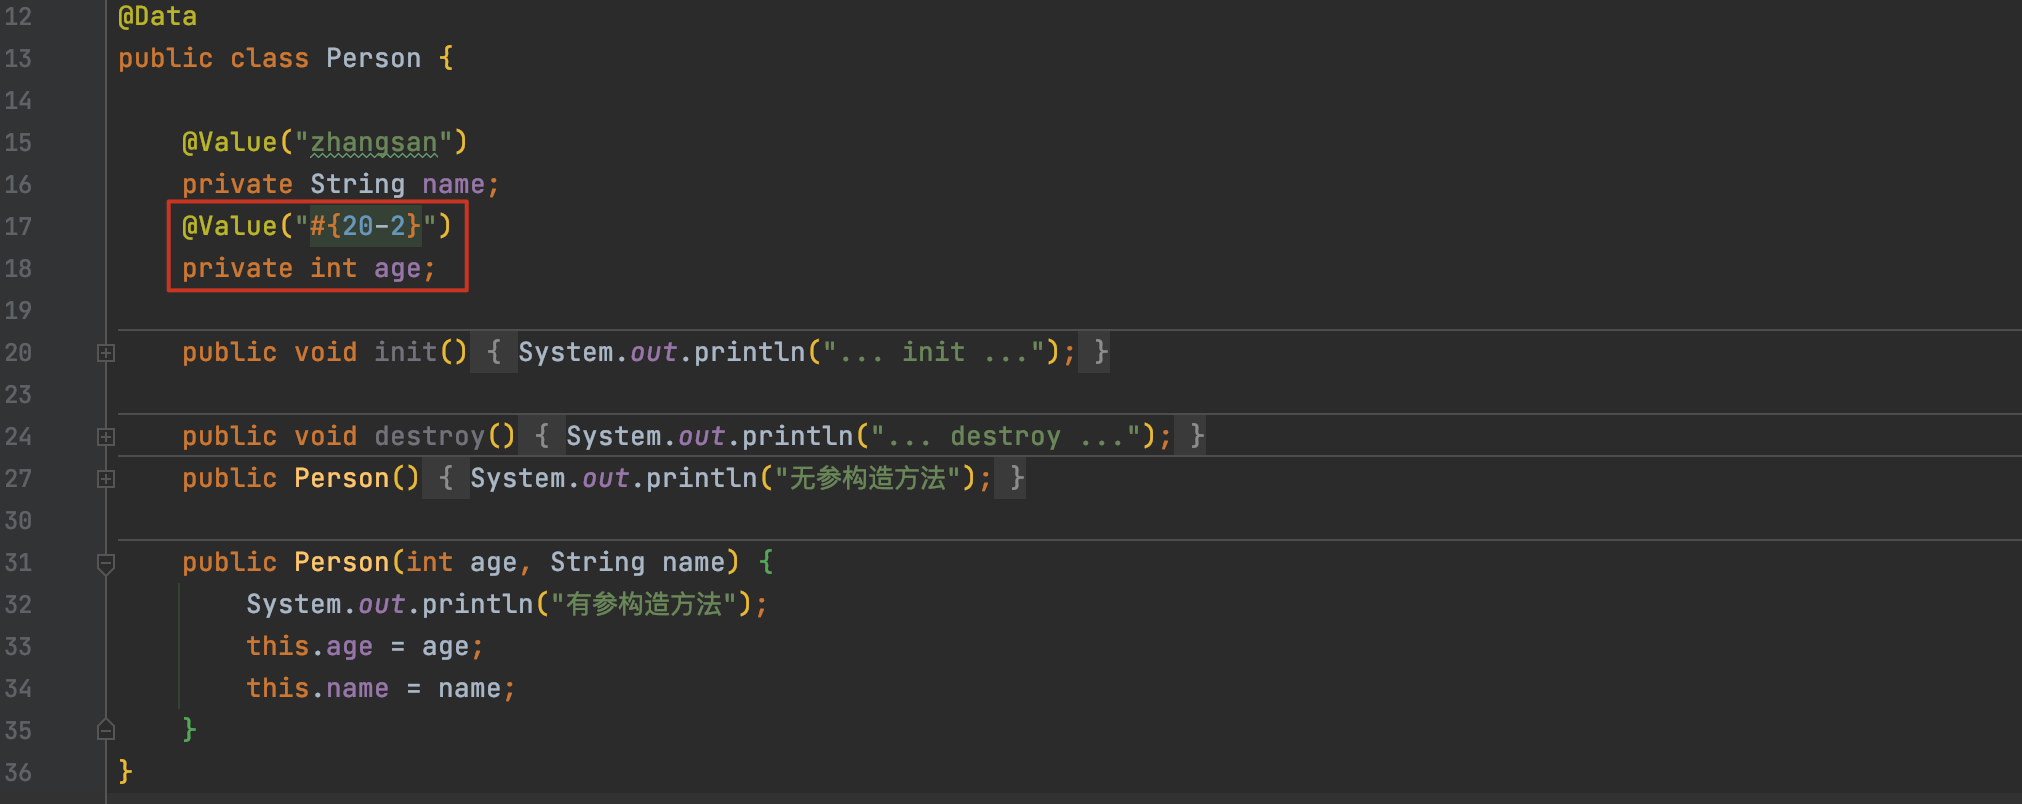 12 @Data
13 public class Person {
14
15 @Value("zhangsan")
16 private String name;
17 @Value("#{20-2}")
18 private int age;
19
20 public void init() { System.out.println("... init ..."); }
23
24 public void destroy() { System.out.println("... destroy ..."); }
27 public Person() { System.out.println("无参构造方法"); }
30
31 public Person(int age, String name) {
32 System.out.println("有参构造方法");
33 this.age = age;
34 this.name = name;
35 }
36 }